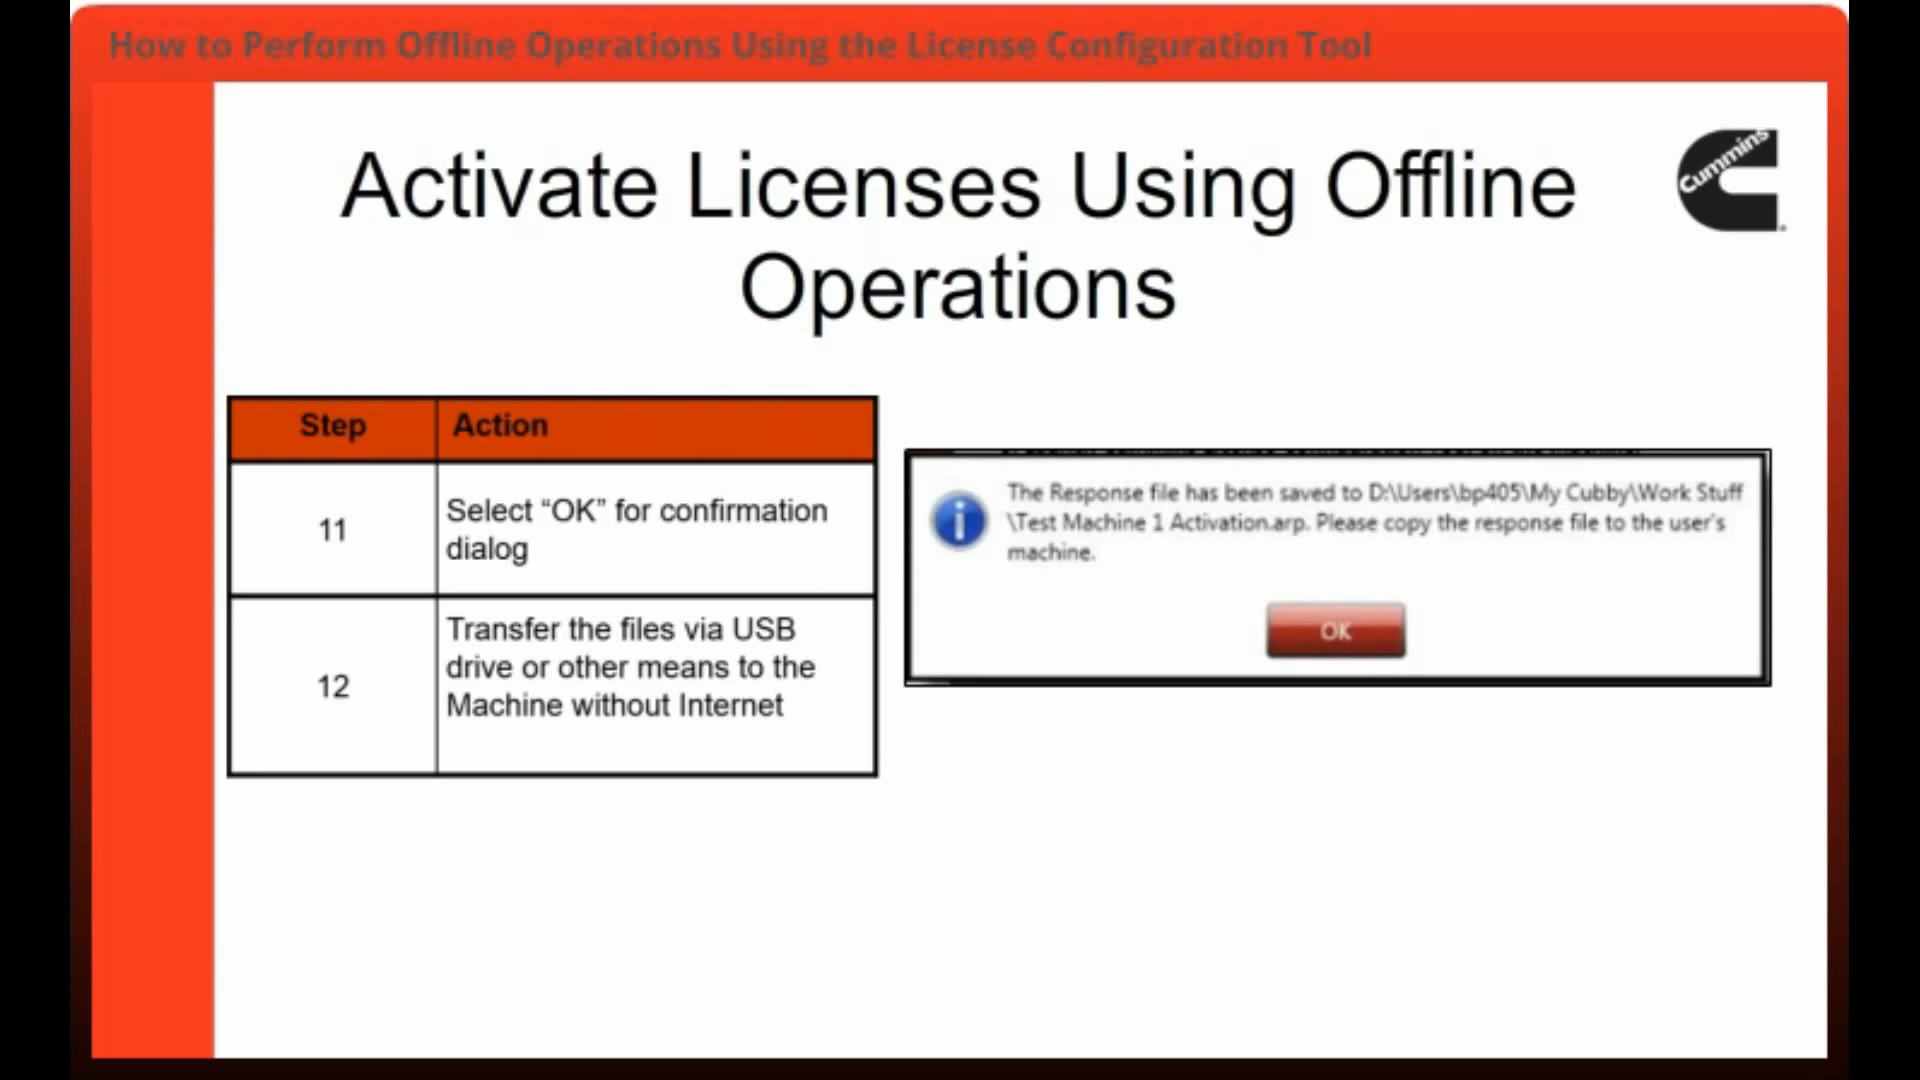 How to Perform Offline Operations Using the License Configuration Tool
Activate Licenses Using Offline
Operations
Cummins
Step Action
11 Select “OK” for confirmation
dialog
12 Transfer the files via USB
drive or other means to the
Machine without Internet
The Response file has been saved to D:\Users\bp405\My Cubby\Work Stuff
\Test Machine 1 Activation.arp. Please copy the response file to the user's
machine.
OK